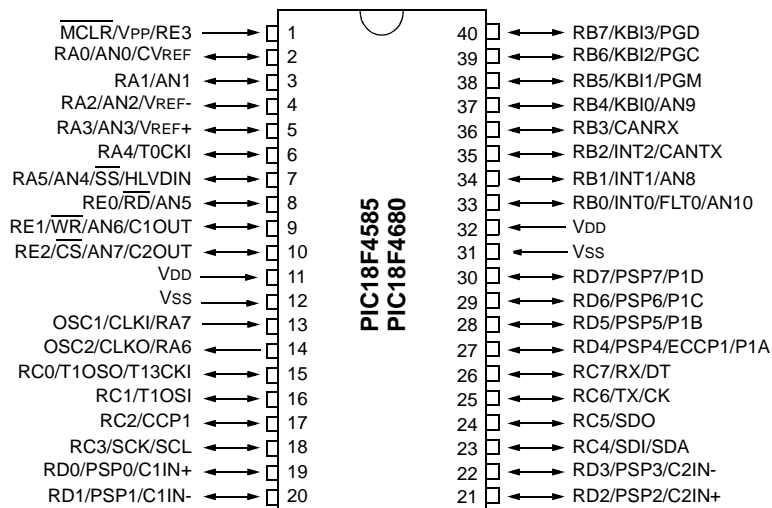 MCLR/VPP/RE3 1 40 RB7/KBI3/PGD
RA0/AN0/CVREF 2 39 RB6/KBI2/PGC
RA1/AN1 3 38 RB5/KBI1/PGM
RA2/AN2/VREF- 4 37 RB4/KBI0/AN9
RA3/AN3/VREF+ 5 36 RB3/CANRX
RA4/T0CKI 6 35 RB2/INT2/CANTX
RA5/AN4/SS/HLVDIN 7 34 RB1/INT1/AN8
RE0/RD/AN5 8 33 RB0/INT0/FLT0/AN10
RE1/WR/AN6/C1OUT 9 32 VDD
RE2/CS/AN7/C2OUT 10 31 VSS
VDD 11 30 RD7/PSP7/P1D
VSS 12 29 RD6/PSP6/P1C
OSC1/CLKI/RA7 13 28 RD5/PSP5/P1B
OSC2/CLKO/RA6 14 27 RD4/PSP4/ECCP1/P1A
RC0/T1OSO/T13CKI 15 26 RC7/RX/DT
RC1/T1OSI 16 25 RC6/TX/CK
RC2/CCP1 17 24 RC5/SDO
RC3/SCK/SCL 18 23 RC4/SDI/SDA
RD0/PSP0/C1IN+ 19 22 RD3/PSP3/C2IN-
RD1/PSP1/C1IN- 20 21 RD2/PSP2/C2IN+
PIC18F4585
PIC18F4680